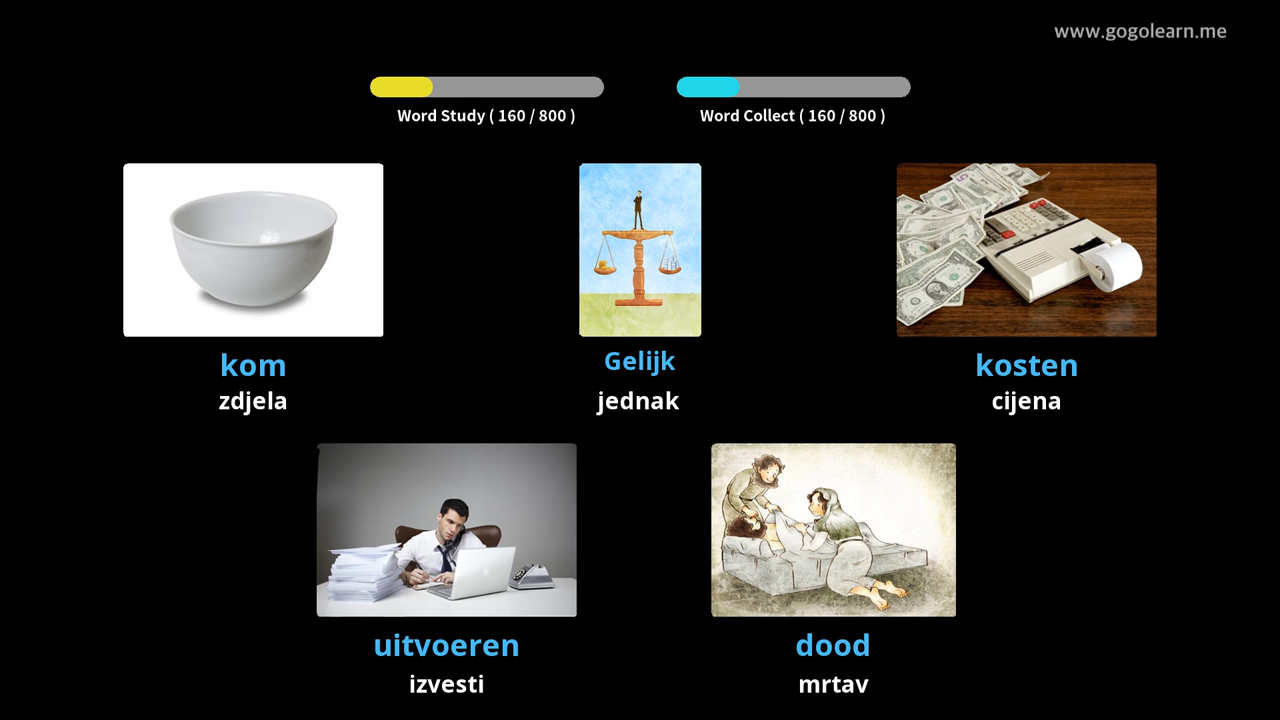 www.gogolearn.me
Word Study ( 160 / 800 )
Word Collect ( 160 / 800 )
kom
zdjela
Gelijk
jednak
kosten
cijena
uitvoeren
izvesti
dood
mrtav